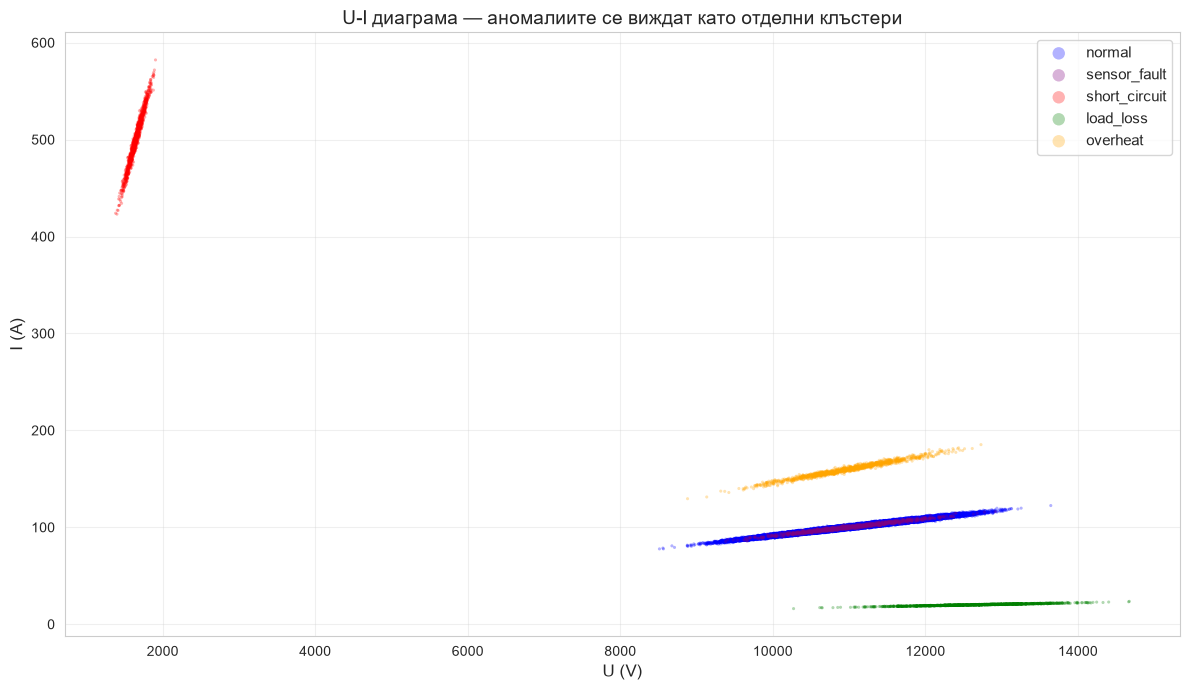 U-I диаграма — аномалиите се виждат като отделни клъстери
600
500
400
300
200
100
0
I (A)
normal
sensor_fault
short_circuit
load_loss
overheat
2000 4000 6000 8000 10000 12000 14000
U (V)